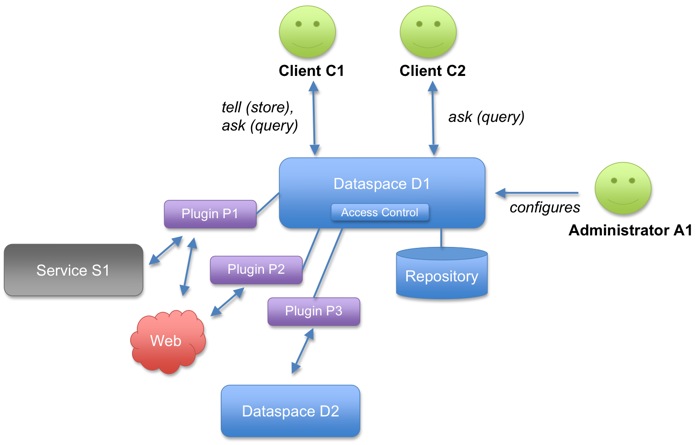 Client C1
Client C2
tell (store),
ask (query)
ask (query)
Dataspace D1
Access Control
configures
Administrator A1
Plugin P1
Service S1
Plugin P2
Repository
Plugin P3
Web
Dataspace D2